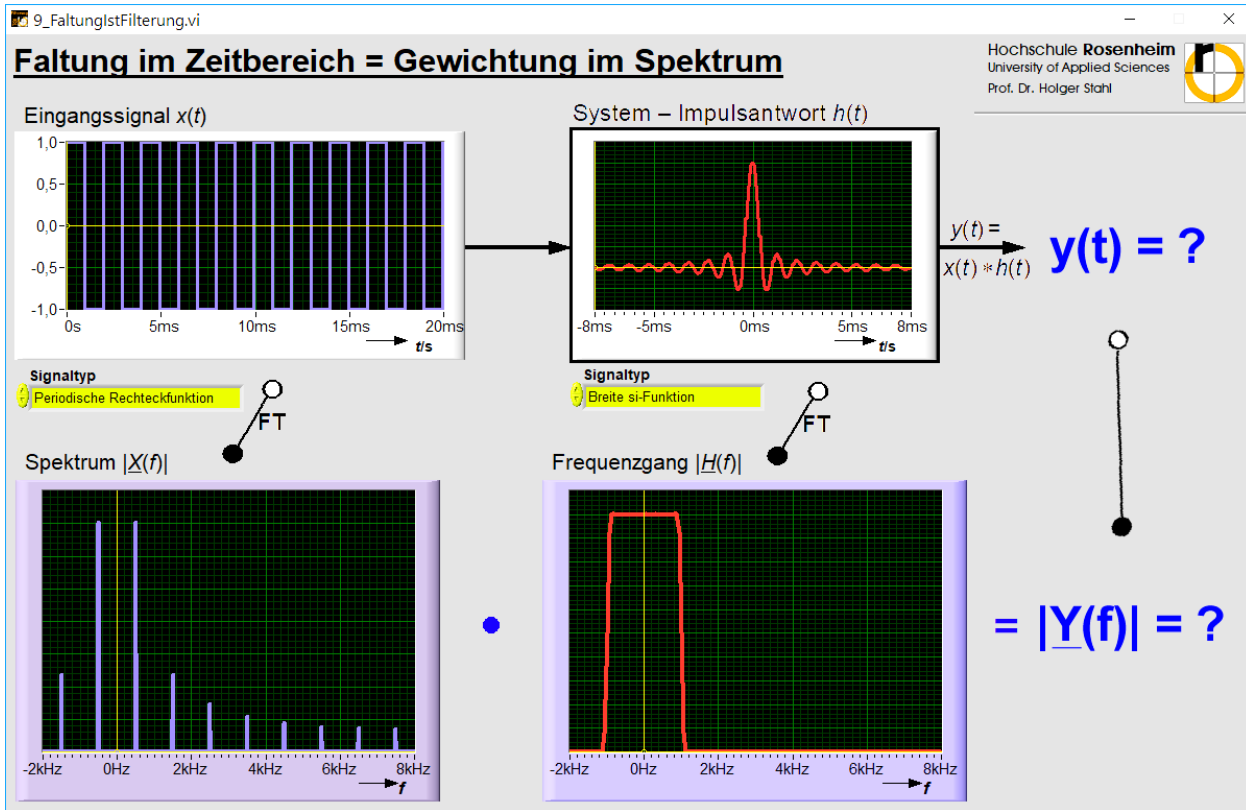 9_FaltungIstFilterung.vi
Faltung im Zeitbereich = Gewichtung im Spektrum
Hochschule Rosenheim
University of Applied Sciences
Prof. Dr. Holger Stahl
r
Eingangssignal x(t)
1,0
0,5
0,0
-0,5
-1,0
0s 5ms 10ms 15ms 20ms
t/s
Signaltyp
Periodische Rechteckfunktion
FT
System – Impulsantwort h(t)
-8ms -5ms 0ms 5ms 8ms
t/s
Signaltyp
Breite si-Funktion
FT
y(t) =
x(t) * h(t)
y(t) = ?
Spektrum |X(f)|
-2kHz 0Hz 2kHz 4kHz 6kHz 8kHz
f
Frequenzgang |H(f)|
-2kHz 0Hz 2kHz 4kHz 6kHz 8kHz
f
= |Y(f)| = ?